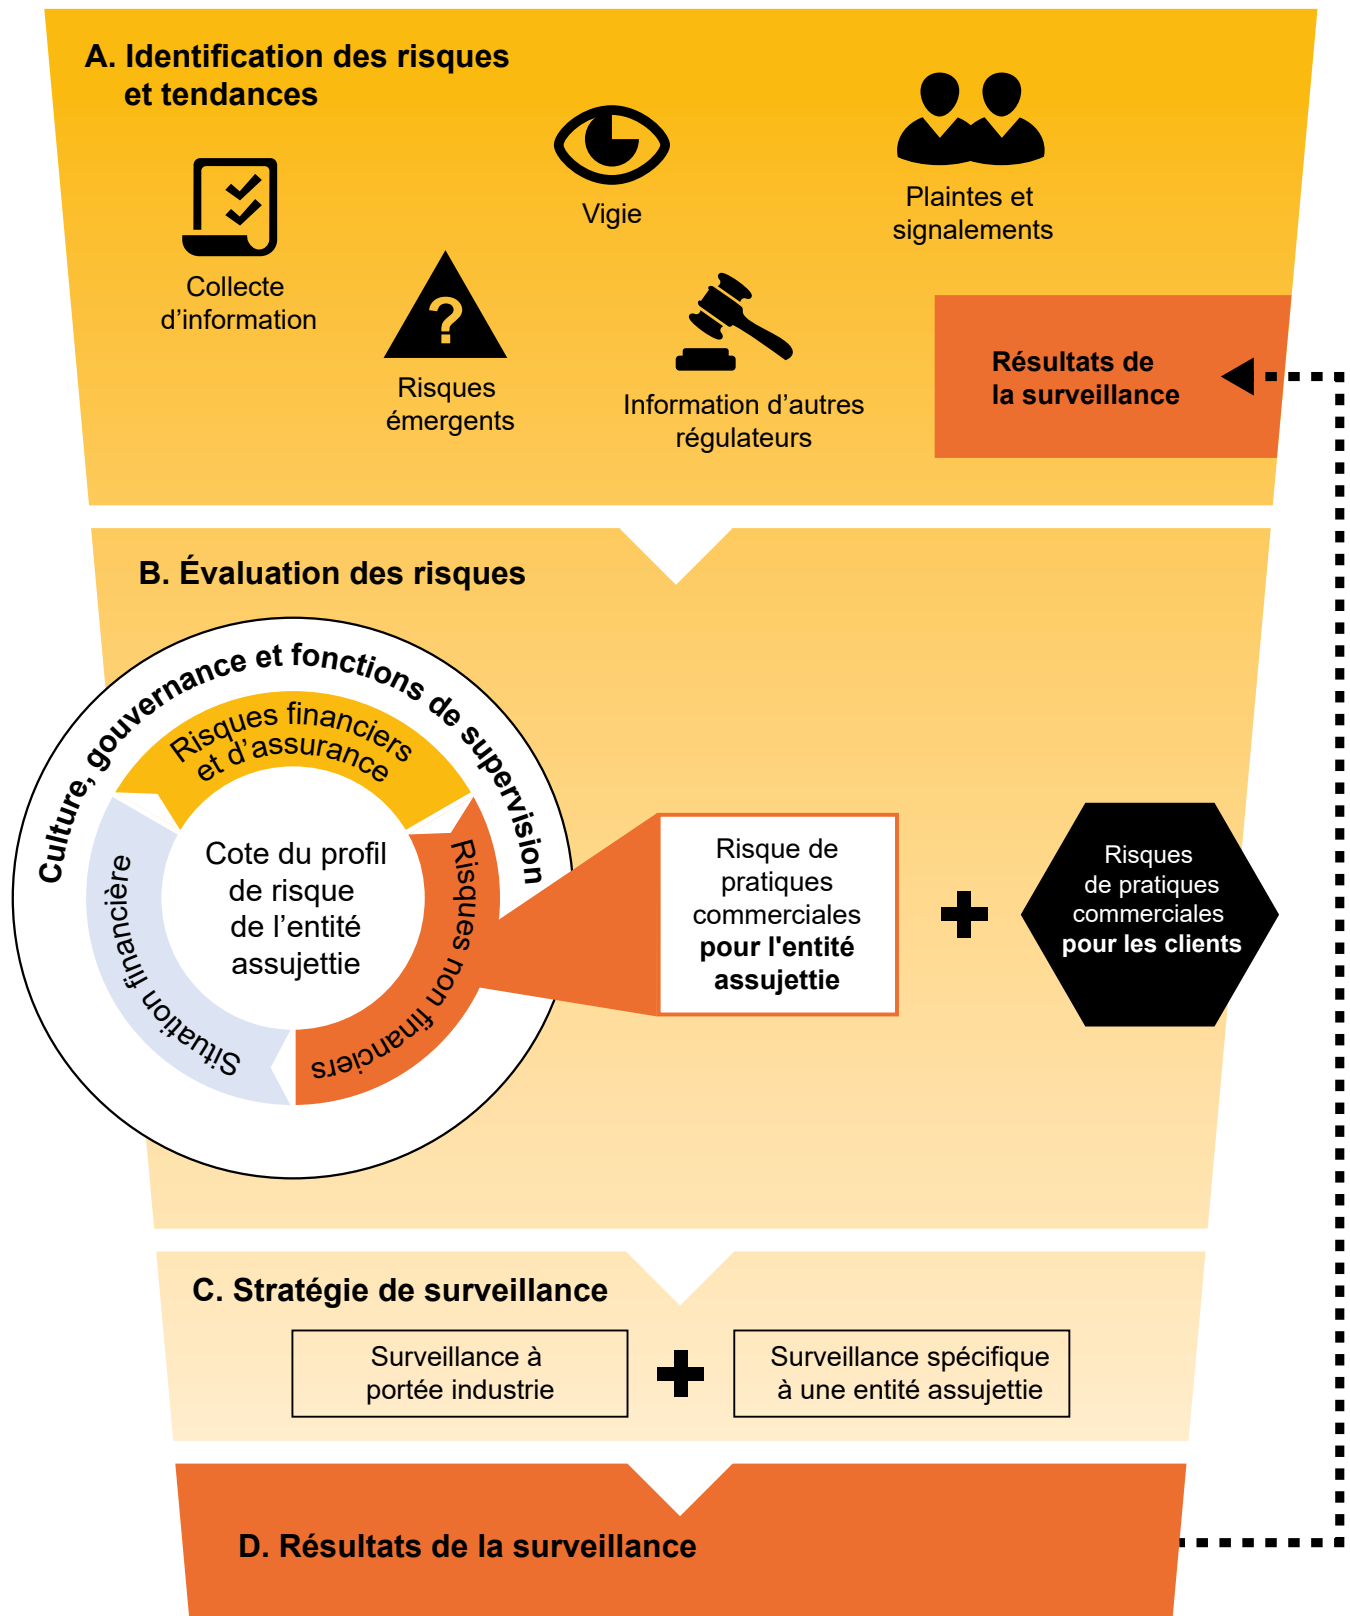 A. Identification des risques
et tendances
Vigie
Plaintes et
signalements
Collecte
d’information
?
Risques
émergents
Information d’autres
régulateurs
Résultats de
la surveillance
B. Évaluation des risques
Culture, gouvernance et fonctions de supervision
Risques financiers
et d’assurance
Situation financière
Risques non financiers
Cote du profil
de risque
de l’entité
assujettie
Risque de
pratiques
commerciales
pour l'entité
assujettie
Risques
de pratiques
commerciales
pour les clients
C. Stratégie de surveillance
Surveillance à
portée industrie
Surveillance spécifique
à une entité assujettie
D. Résultats de la surveillance